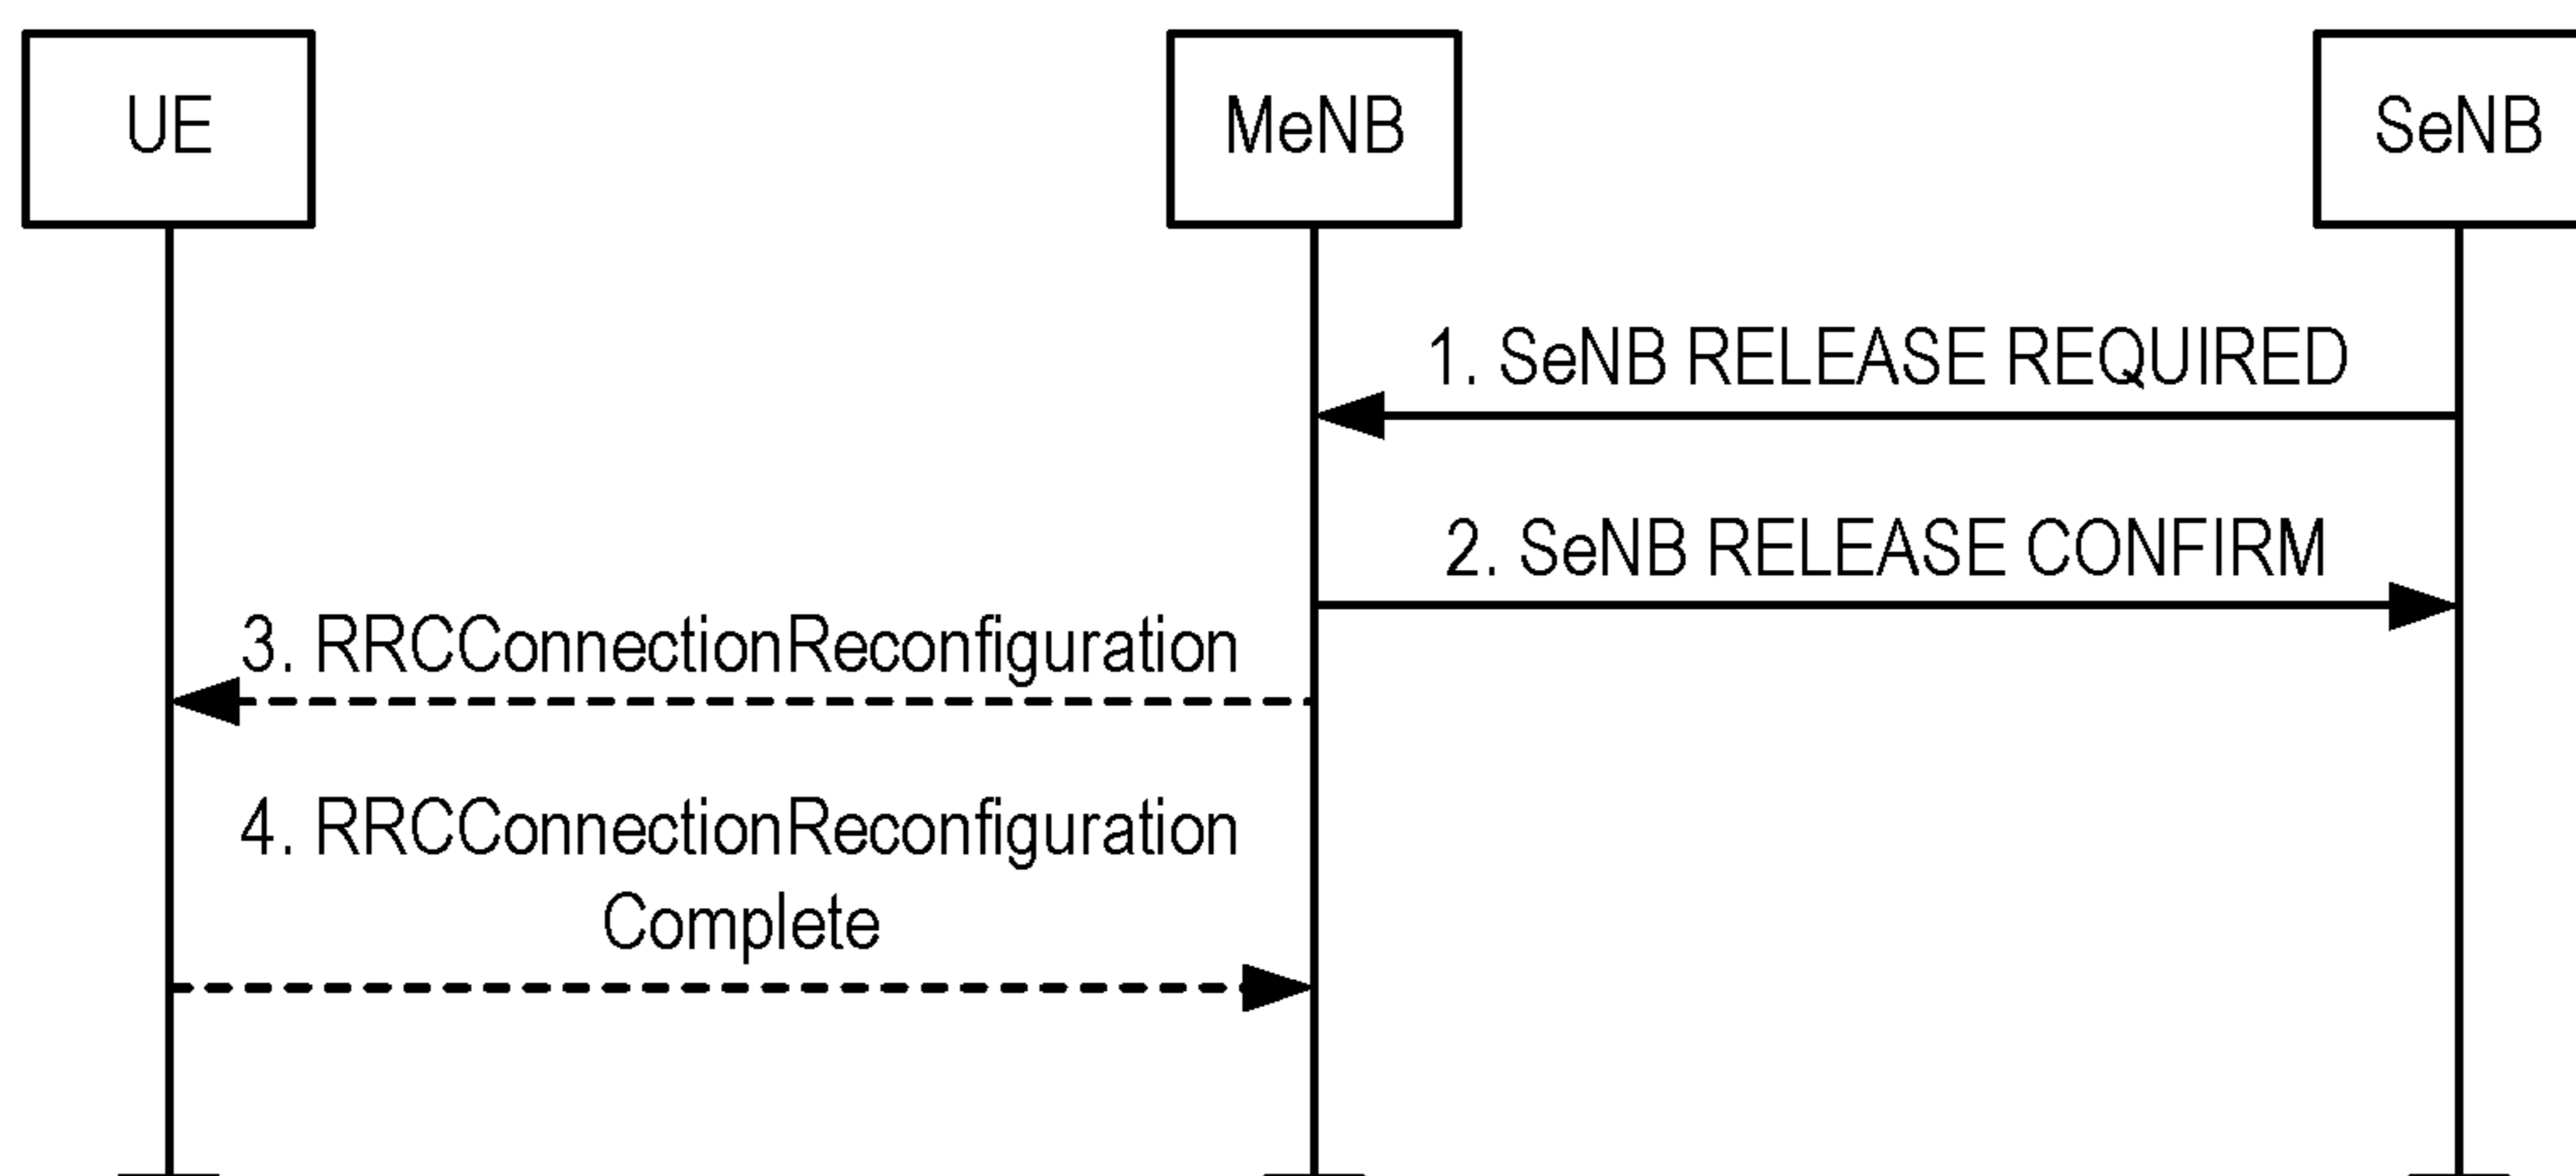 UE
MeNB
SeNB
1. SeNB RELEASE REQUIRED
2. SeNB RELEASE CONFIRM
3. RRCConnectionReconfiguration
4. RRCConnectionReconfiguration
Complete